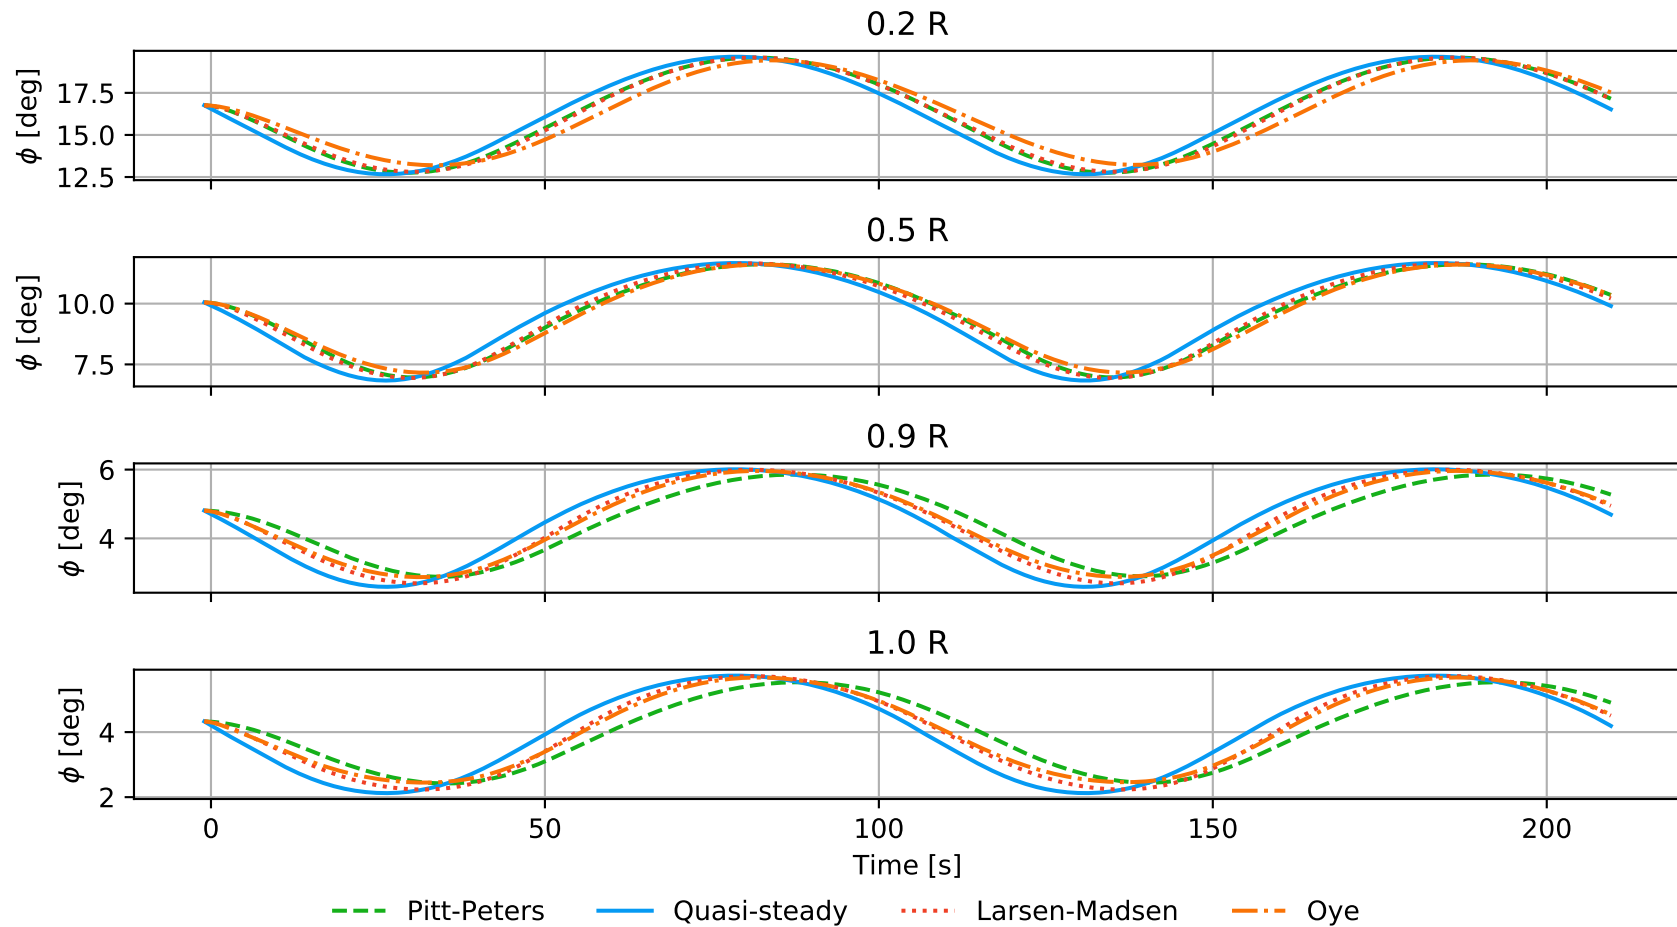 0.2 R
ϕ [deg]
17.5
15.0
12.5
0.5 R
ϕ [deg]
10.0
7.5
0.9 R
ϕ [deg]
6
4
1.0 R
ϕ [deg]
4
2
0 50 100 150 200
Time [s]
Pitt-Peters Quasi-steady Larsen-Madsen Oye